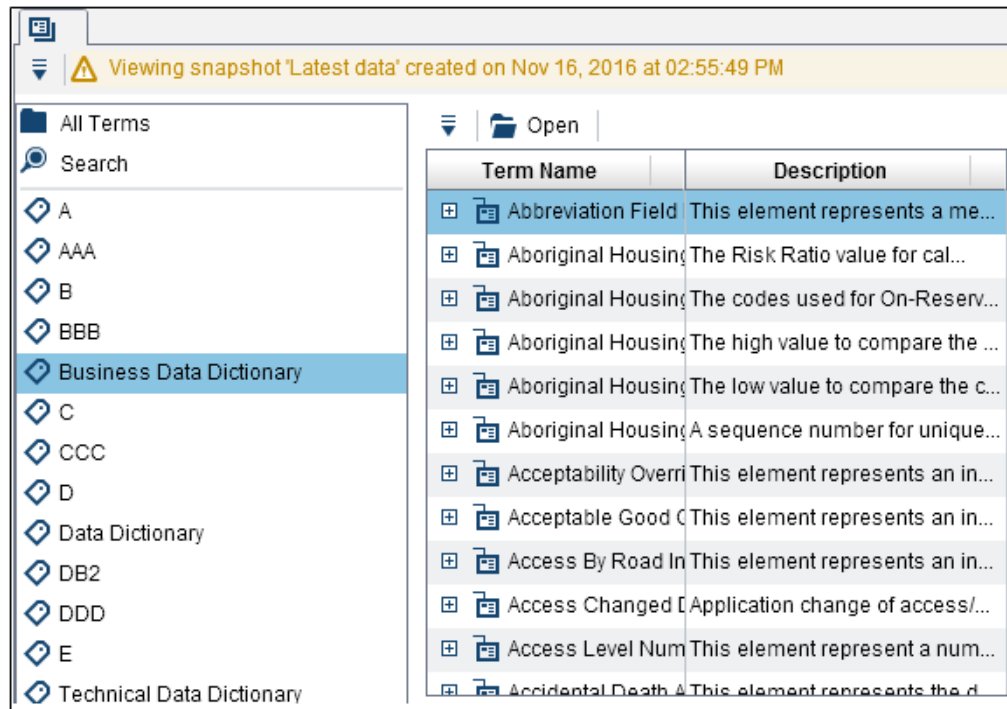 Viewing snapshot 'Latest data' created on Nov 16, 2016 at 02:55:49 PM
All Terms
Search
A
AAA
B
BBB
Business Data Dictionary
C
CCC
D
Data Dictionary
DB2
DDD
E
Technical Data Dictionary
Open
Term Name Description
Abbreviation Field This element represents a me...
Aboriginal Housing The Risk Ratio value for cal...
Aboriginal Housing The codes used for On-Reserv...
Aboriginal Housing The high value to compare the ...
Aboriginal Housing The low value to compare the c...
Aboriginal Housing A sequence number for unique...
Acceptability Overri This element represents an in...
Acceptable Good This element represents an in...
Access By Road In This element represents an in...
Access Changed Application change of access/...
Access Level Num This element represent a num...
Accidental Death A This element represents the d